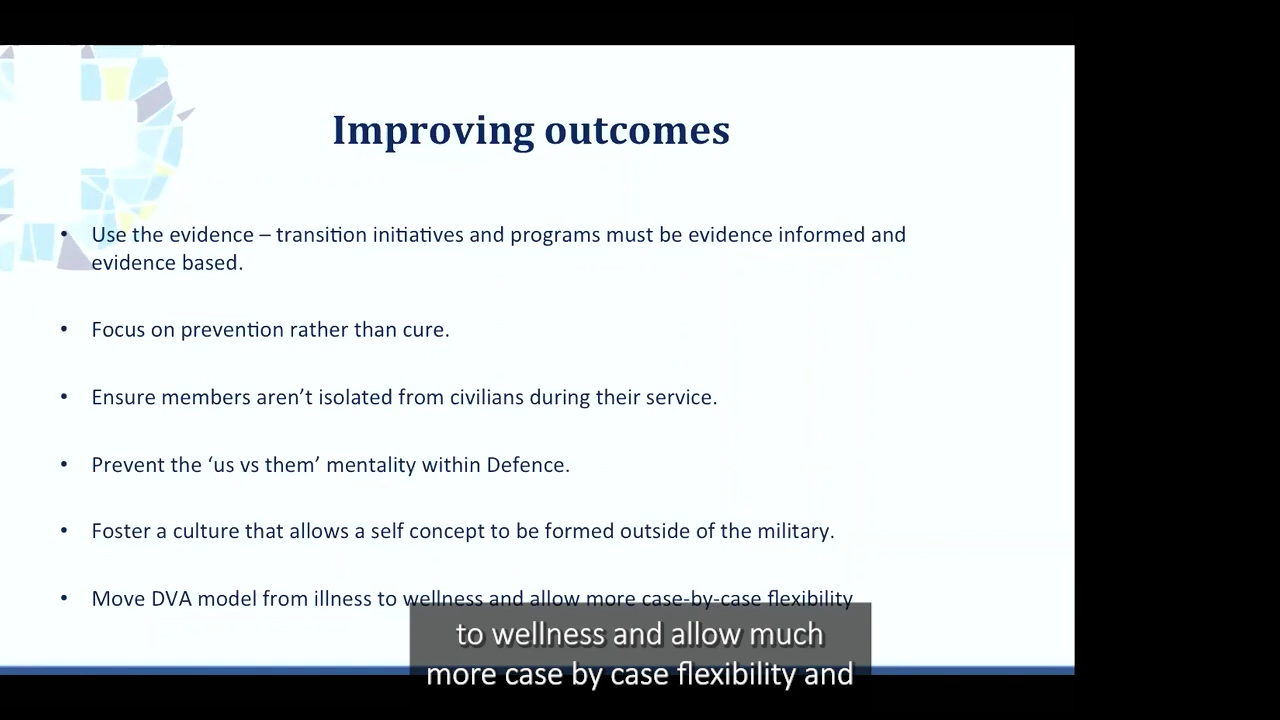 Improving outcomes
• Use the evidence – transition initiatives and programs must be evidence informed and
evidence based.
• Focus on prevention rather than cure.
• Ensure members aren’t isolated from civilians during their service.
• Prevent the ‘us vs them’ mentality within Defence.
• Foster a culture that allows a self concept to be formed outside of the military.
• Move DVA model from illness to wellness and allow more case-by-case flexibility
to wellness and allow much
more case by case flexibility and